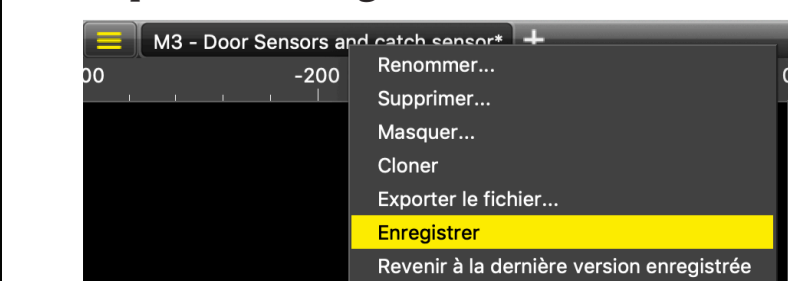 M3 - Door Sensors and catch sensor*
00
-200
Renommer...
Supprimer...
Masquer...
Cloner
Exporter le fichier...
Enregistrer
Revenir à la dernière version enregistrée